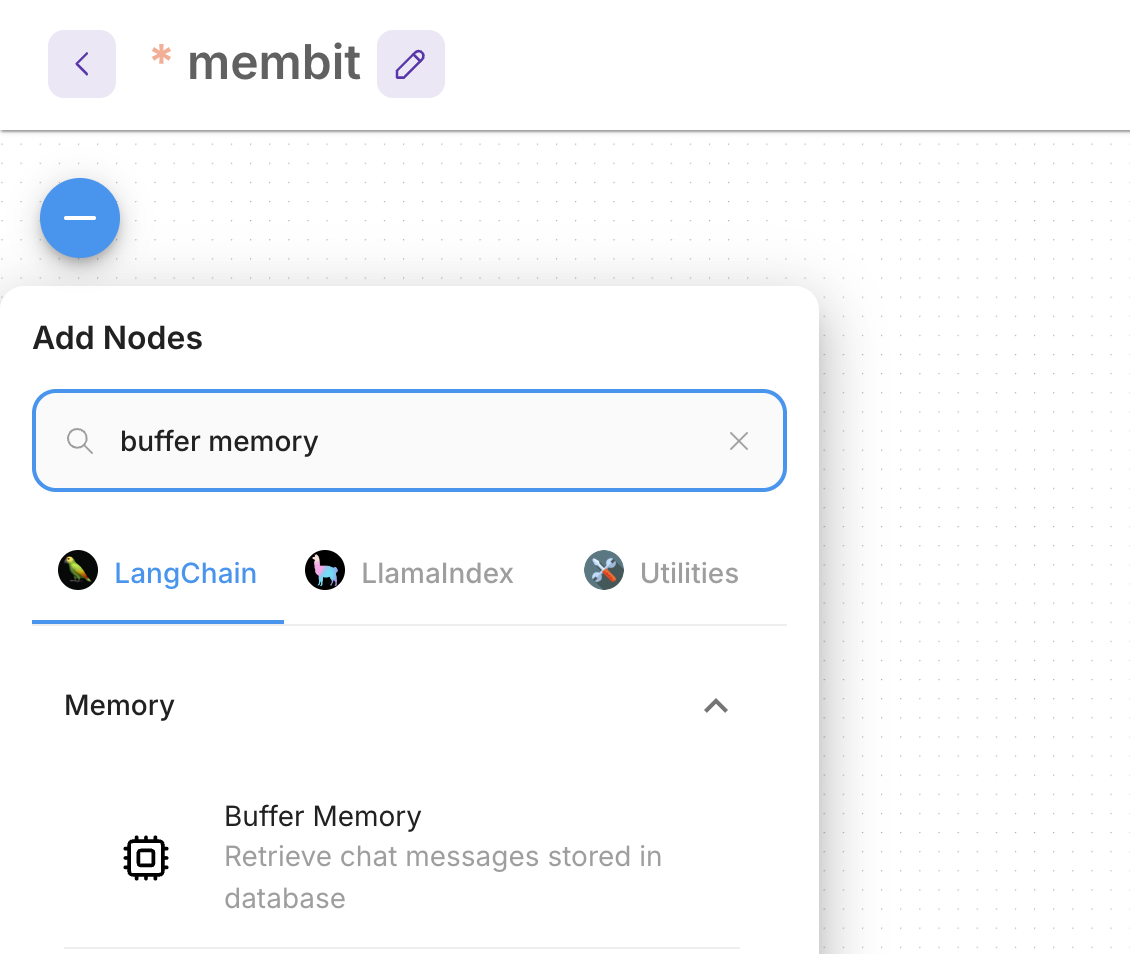 * membit
Add Nodes
buffer memory
LangChain LlamaIndex Utilities
Memory
Buffer Memory
Retrieve chat messages stored in
database